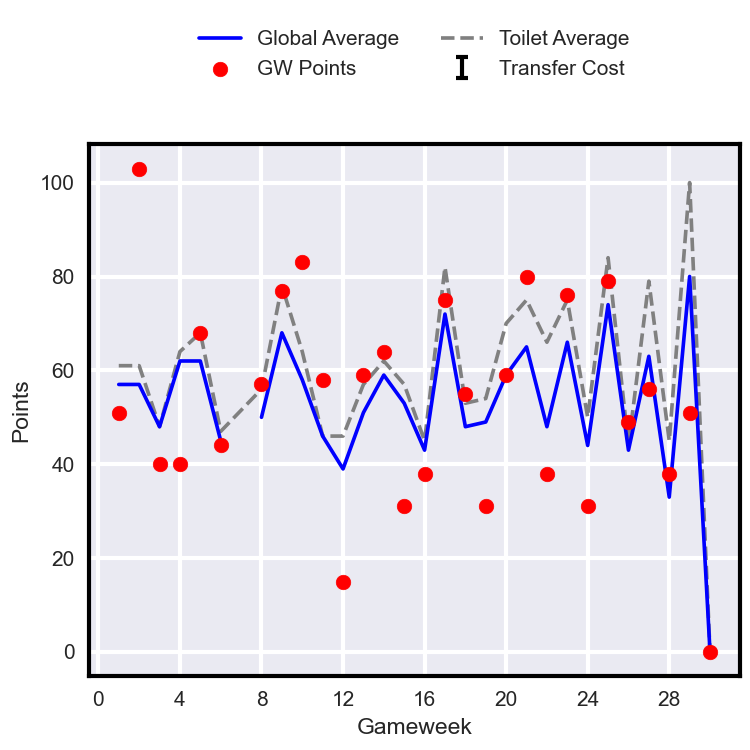 Global Average
Toilet Average
GW Points
Transfer Cost
100
80
60
40
20
0
Points
0 4 8 12 16 20 24 28
Gameweek